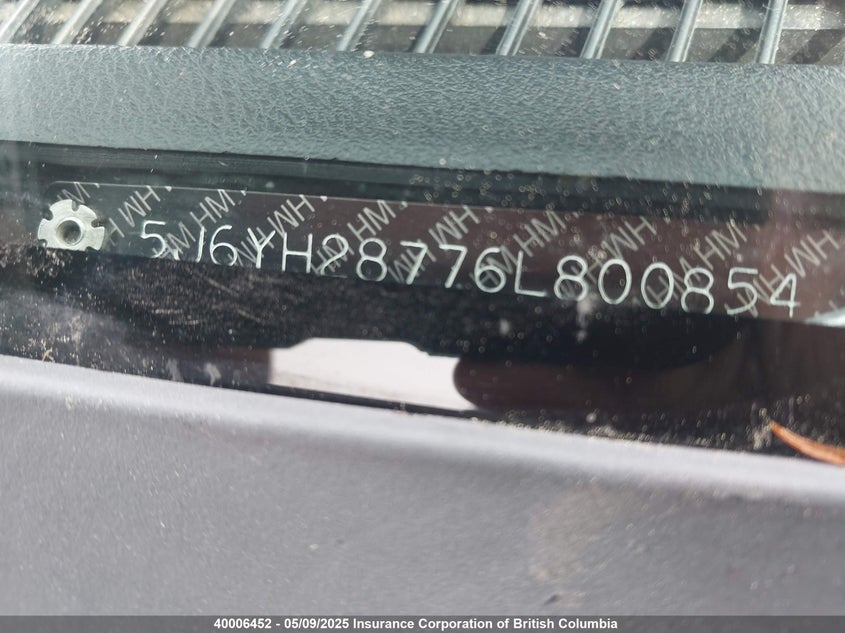 5J6YH28776L800854
40006452 - 05/09/2025 Insurance Corporation of British Columbia